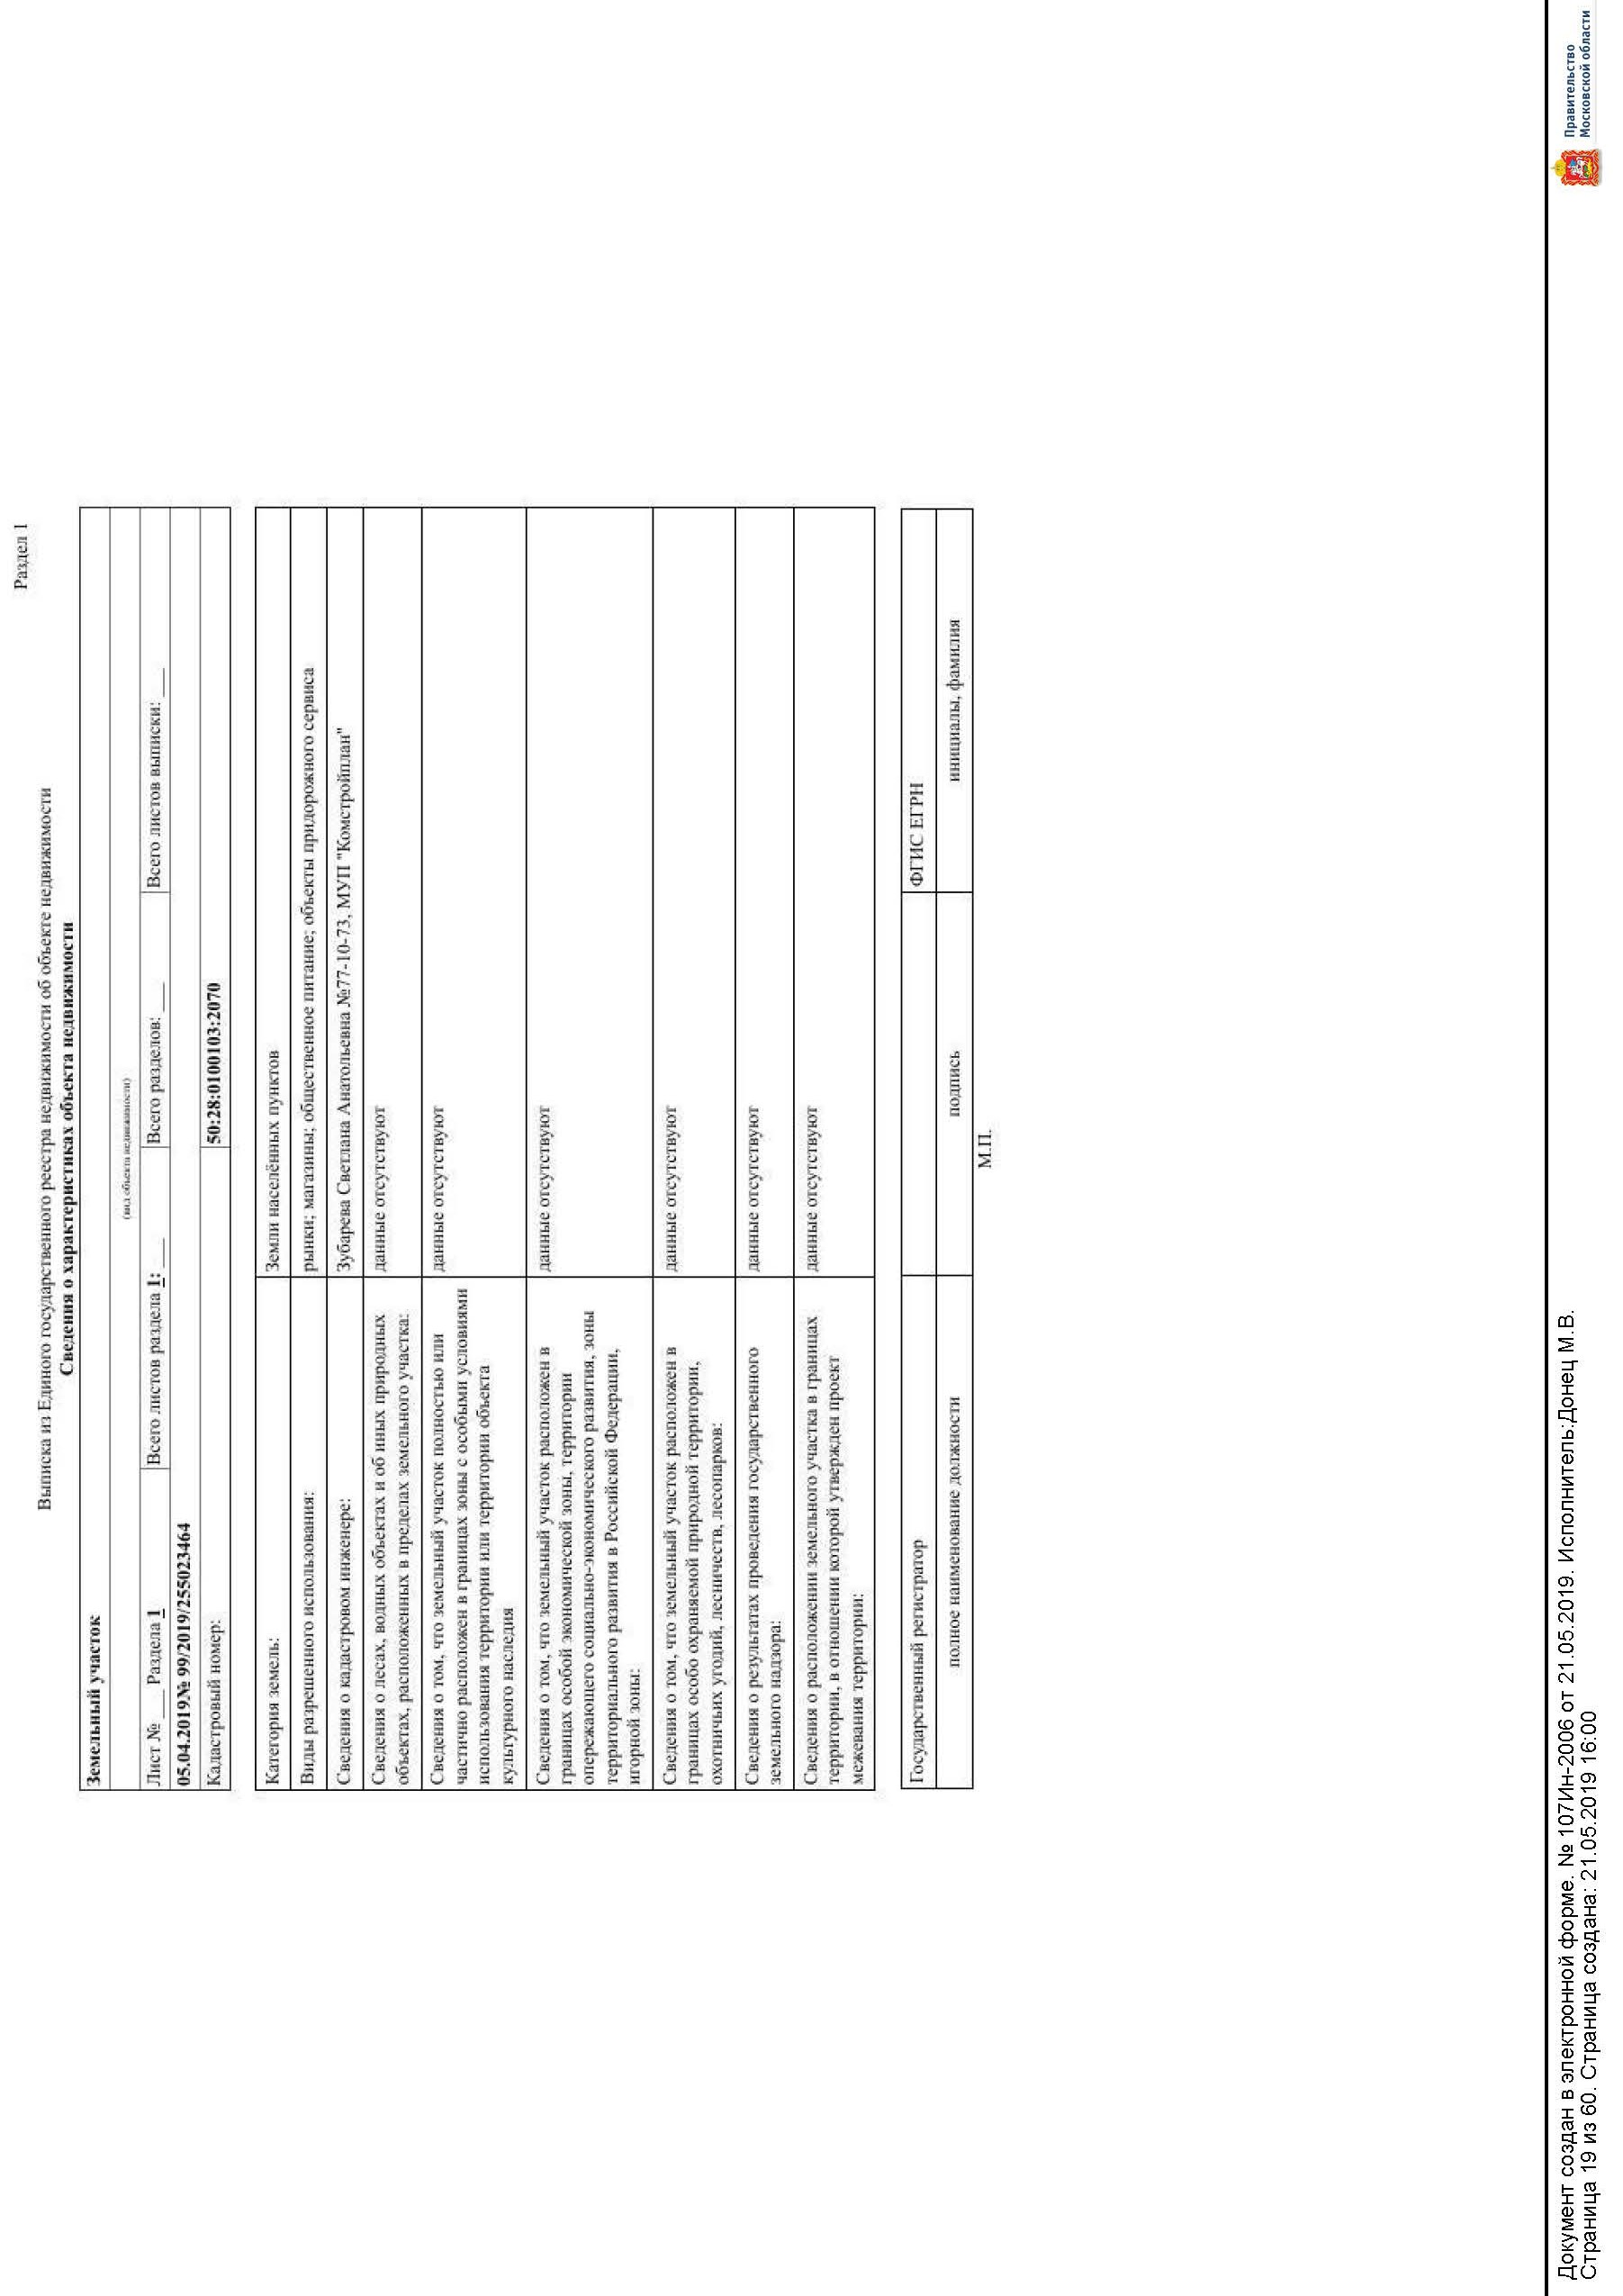 Раздел 1
Выписка из Единого государственного реестра недвижимости об объекте недвижимости
Сведения о характеристиках объекта недвижимости
Земельный участок
(вид объекта недвижимости)
Лист № ___ Раздела 1 Всего листов раздела 1: ___ Всего разделов: ___ Всего листов выписки: ___
05.04.2019№ 99/2019/255023464
Кадастровый номер: 50:28:0100103:2070
Категория земель: Земли населённых пунктов
Виды разрешенного использования: рынки; магазины; общественное питание; объекты придорожного сервиса
Сведения о кадастровом инженере: Зубарева Светлана Анатольевна №77-10-73, МУП "Комстройплан"
Сведения о лесах, водных объектах и об иных природных данные отсутствуют
объектах, расположенных в пределах земельного участка:
Сведения о том, что земельный участок полностью или данные отсутствуют
частично расположен в границах зоны с особыми условиями
использования территории или территории объекта
культурного наследия
Сведения о том, что земельный участок расположен в данные отсутствуют
границах особой экономической зоны, территории
опережающего социально-экономического развития, зоны
территориального развития в Российской Федерации,
игорной зоны:
Сведения о том, что земельный участок расположен в данные отсутствуют
границах особо охраняемой природной территории,
охотничьих угодий, лесничеств, лесопарков:
Сведения о результатах проведения государственного данные отсутствуют
земельного надзора:
Сведения о расположении земельного участка в границах данные отсутствуют
территории, в отношении которой утвержден проект
межевания территории:
Государственный регистратор ФГИС ЕГРН
полное наименование должности подпись инициалы, фамилия
М.П.
Документ создан в электронной форме. № 107Ин-2006 от 21.05.2019. Исполнитель:Донец М.В.
Страница 19 из 60. Страница создана: 21.05.2019 16:00
Правительство
Московской области